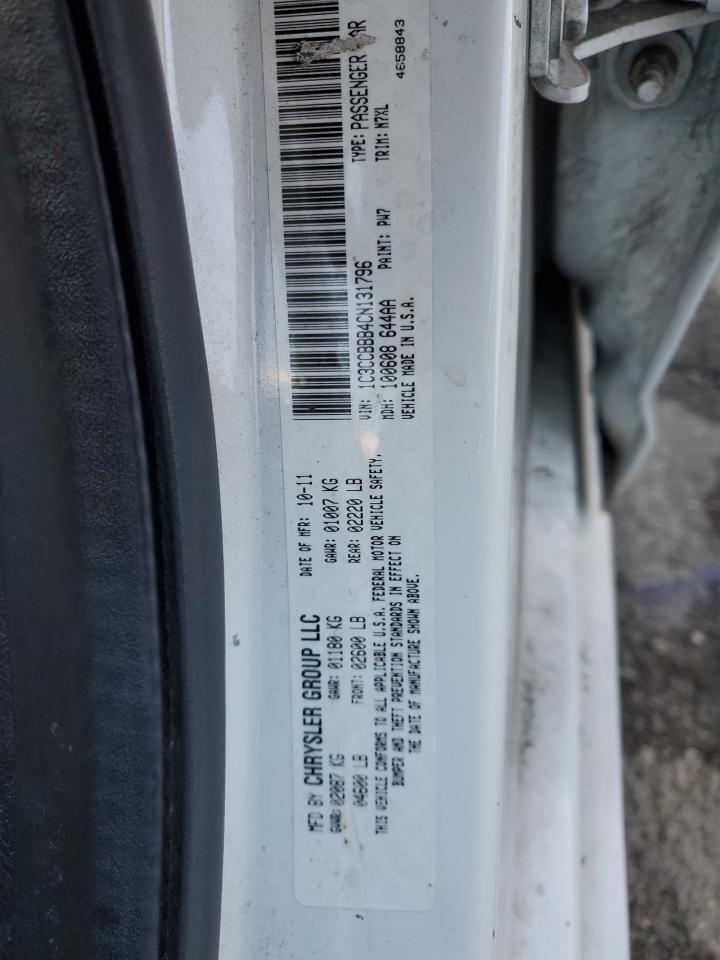 MFD BY CHRYSLER GROUP LLC DATE OF MFR: 10-11
GVWR: 02087 KG GAWR: 01180 KG GAWR: 01007 KG
04600 LB FRONT: 02600 LB REAR: 02220 LB
THIS VEHICLE CONFORMS TO ALL APPLICABLE U.S.A. FEDERAL MOTOR VEHICLE SAFETY,
BUMPER AND THEFT PREVENTION STANDARDS IN EFFECT ON
THE DATE OF MANUFACTURE SHOWN ABOVE.
VIN: 1C3CCBBB4CN131796 TYPE: PASSENGER
MDH: 100608 644AA PAINT: PW7 TRIM: N7XL
VEHICLE MADE IN U.S.A.
4658843